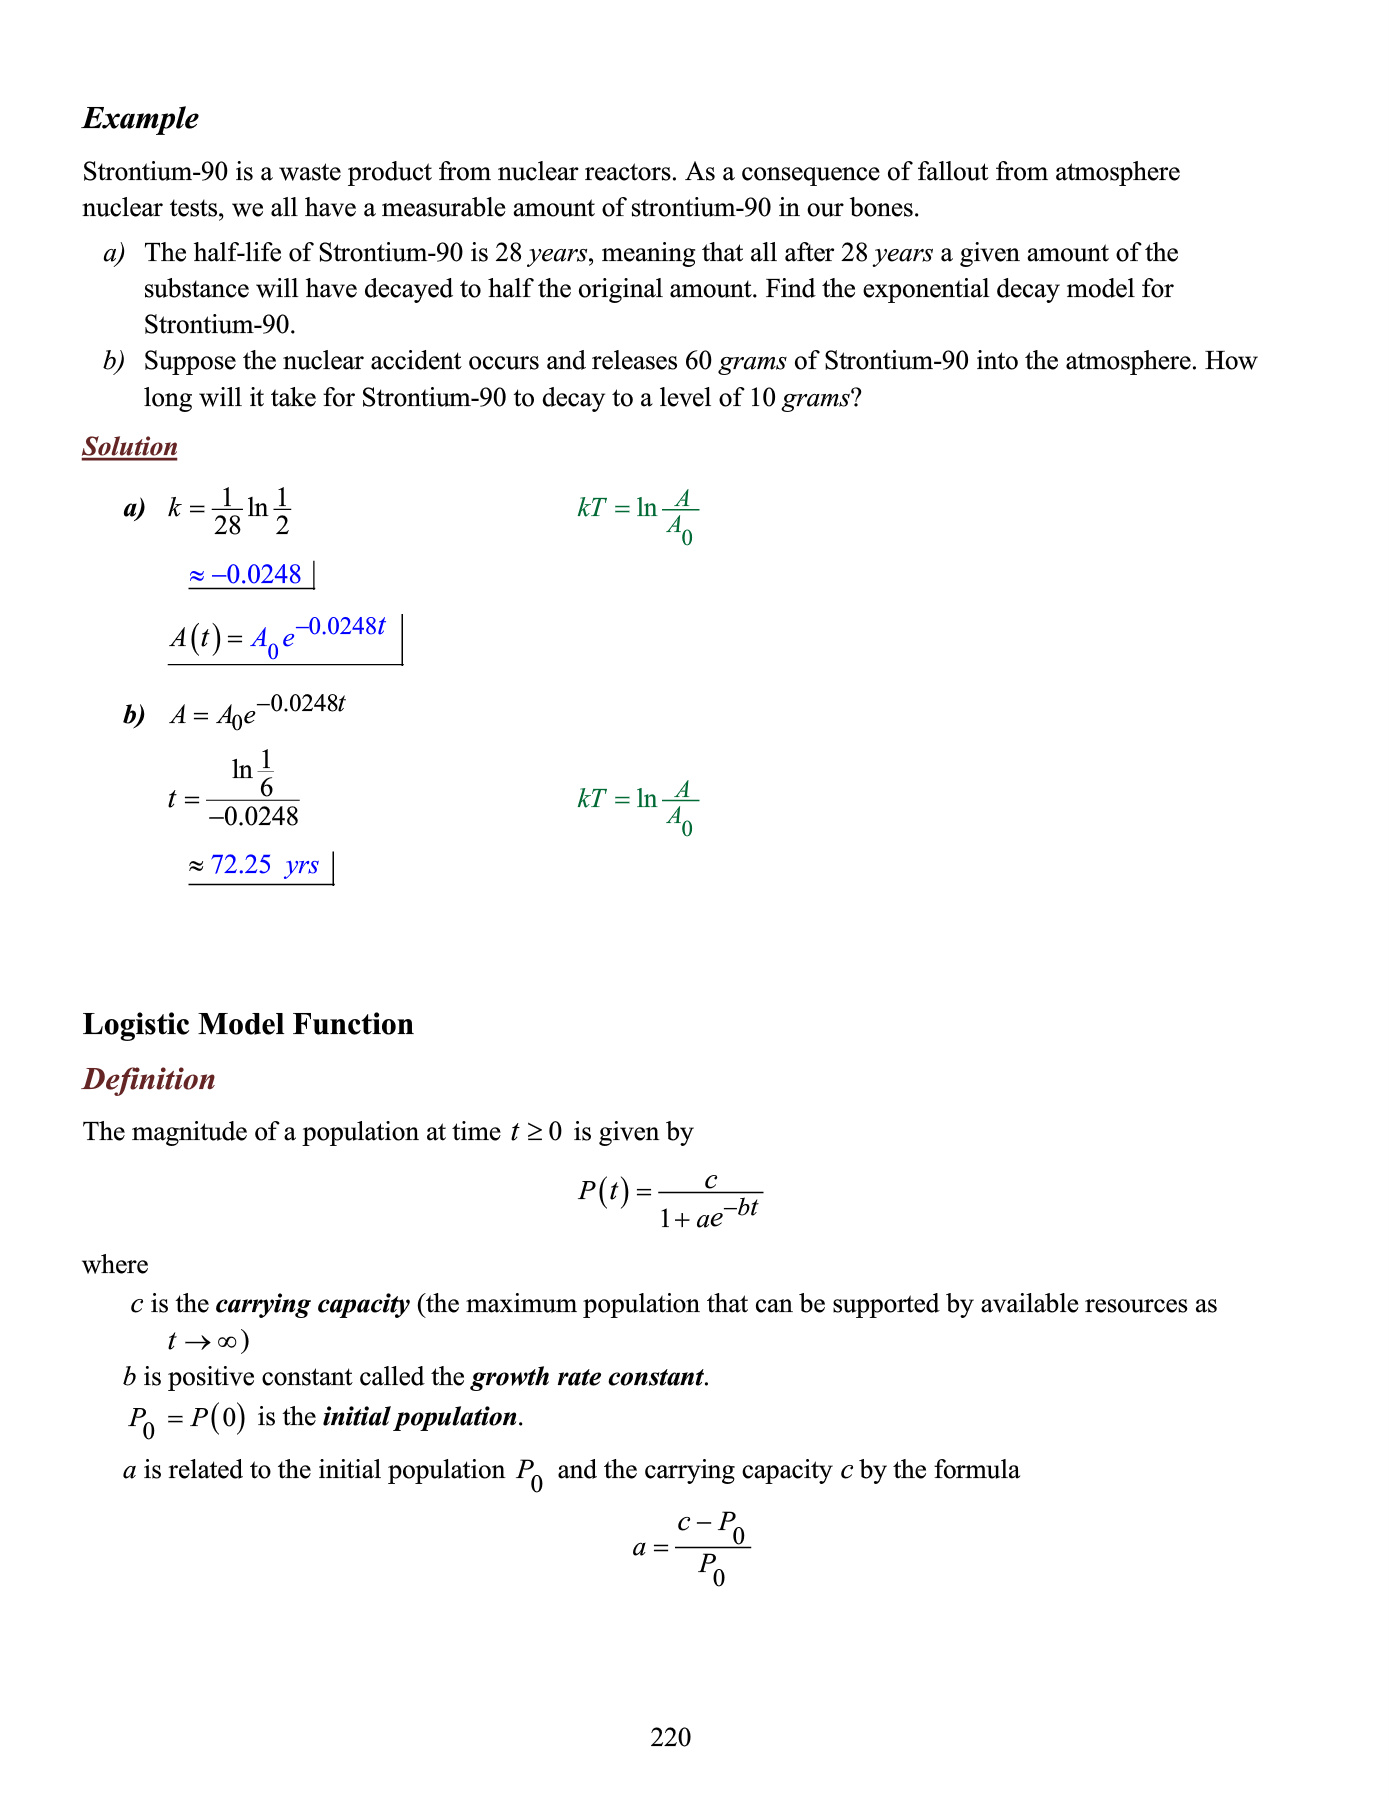 Example
Strontium-90 is a waste product from nuclear reactors. As a consequence of fallout from atmosphere
nuclear tests, we all have a measurable amount of strontium-90 in our bones.
a) The half-life of Strontium-90 is 28 years, meaning that all after 28 years a given amount of the
substance will have decayed to half the original amount. Find the exponential decay model for
Strontium-90.
b) Suppose the nuclear accident occurs and releases 60 grams of Strontium-90 into the atmosphere. How
long will it take for Strontium-90 to decay to a level of 10 grams?
Solution
a) k = \frac{1}{28} ln \frac{1}{2} kT = ln \frac{A}{A_0}
≈ –0.0248
A(t) = A_0 e^{–0.0248t}
b) A = A_0 e^{–0.0248t}
t = \frac{ln \frac{1}{6}}{–0.0248} kT = ln \frac{A}{A_0}
≈ 72.25 yrs
Logistic Model Function
Definition
The magnitude of a population at time t ≥ 0 is given by
P(t) = \frac{c}{1 + ae^{–bt}}
where
c is the carrying capacity (the maximum population that can be supported by available resources as
t → ∞)
b is positive constant called the growth rate constant.
P_0 = P(0) is the initial population.
a is related to the initial population P_0 and the carrying capacity c by the formula
a = \frac{c – P_0}{P_0}
220